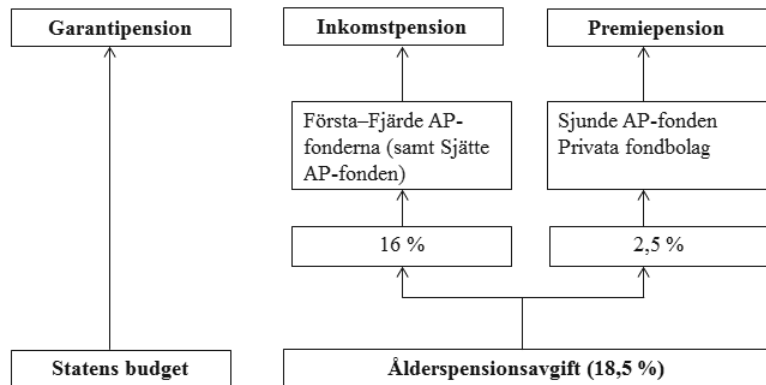 Garantipension
Inkomstpension
Premiepension
Första–Fjärde AP-
fonderna (samt Sjätte
AP-fonden)
Sjunde AP-fonden
Privata fondbolag
16 %
2,5 %
Statens budget
Ålderspensionsavgift (18,5 %)